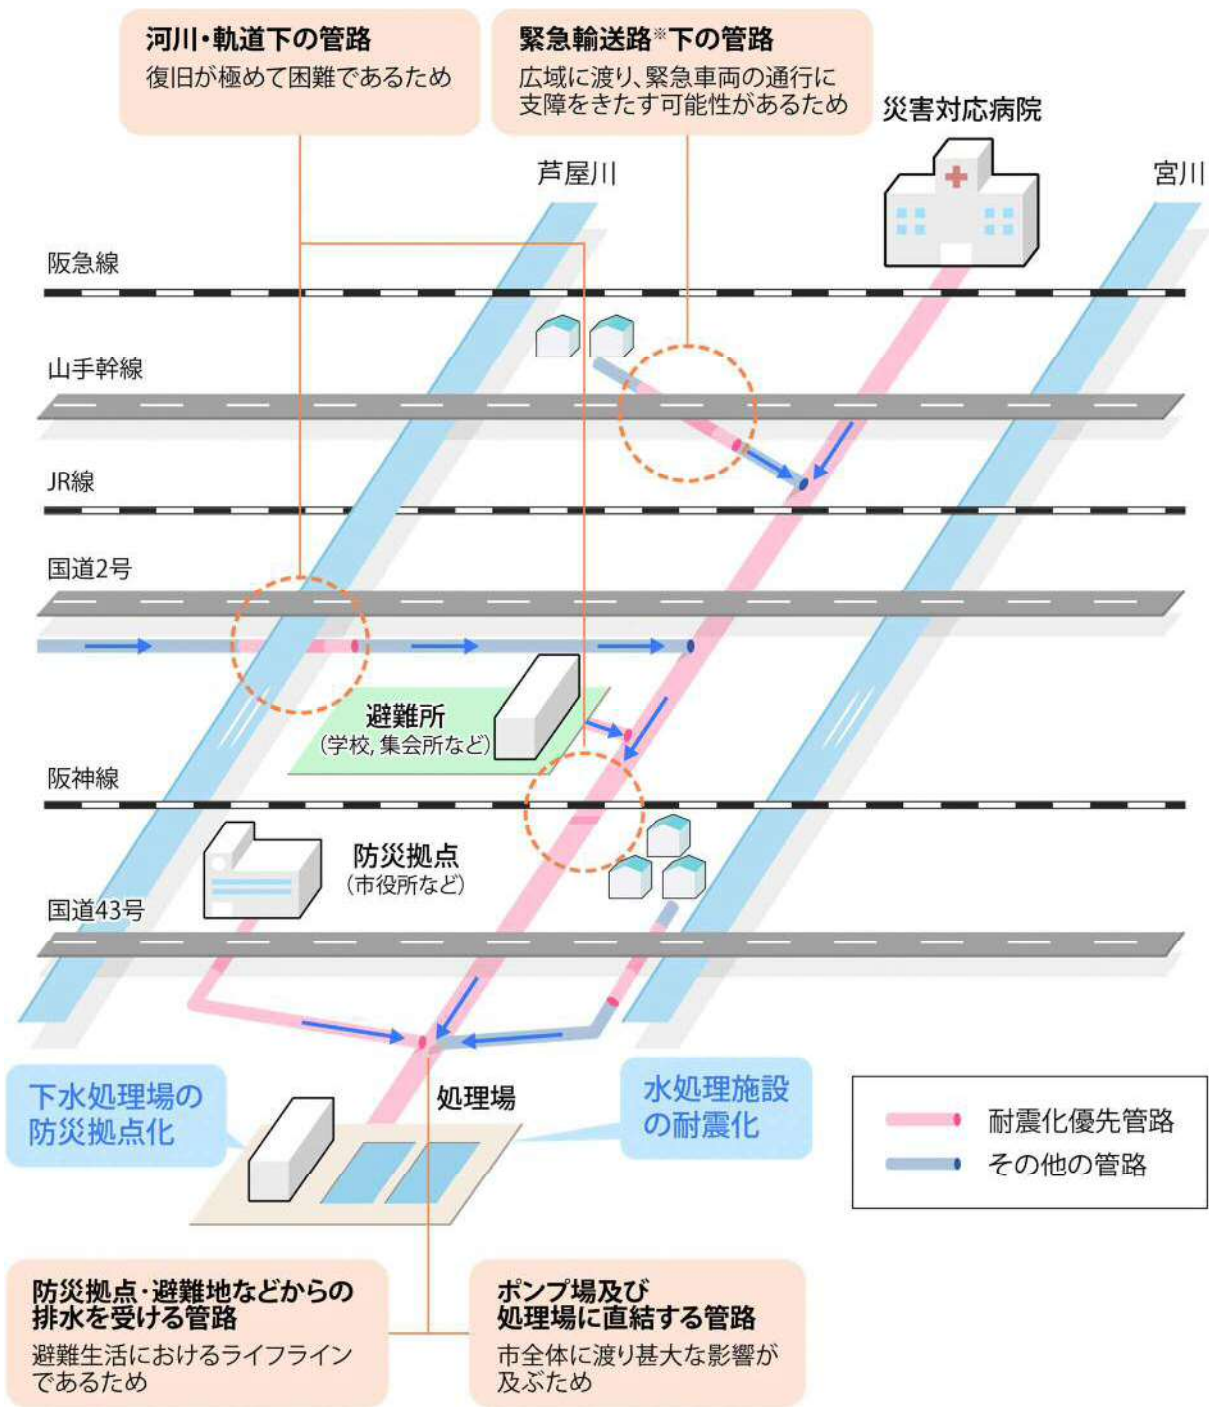 河川・軌道下の管路
復旧が極めて困難であるため
緊急輸送路※下の管路
広域に渡り、緊急車両の通行に
支障をきたす可能性があるため
災害対応病院
芦屋川
宮川
阪急線
山手幹線
JR線
国道2号
避難所
(学校, 集会所など)
阪神線
防災拠点
(市役所など)
国道43号
下水処理場の
防災拠点化
処理場
水処理施設
の耐震化
耐震化優先管路
その他の管路
防災拠点・避難地などからの
排水を受ける管路
避難生活におけるライフライン
であるため
ポンプ場及び
処理場に直結する管路
市全体に渡り甚大な影響が
及ぶため